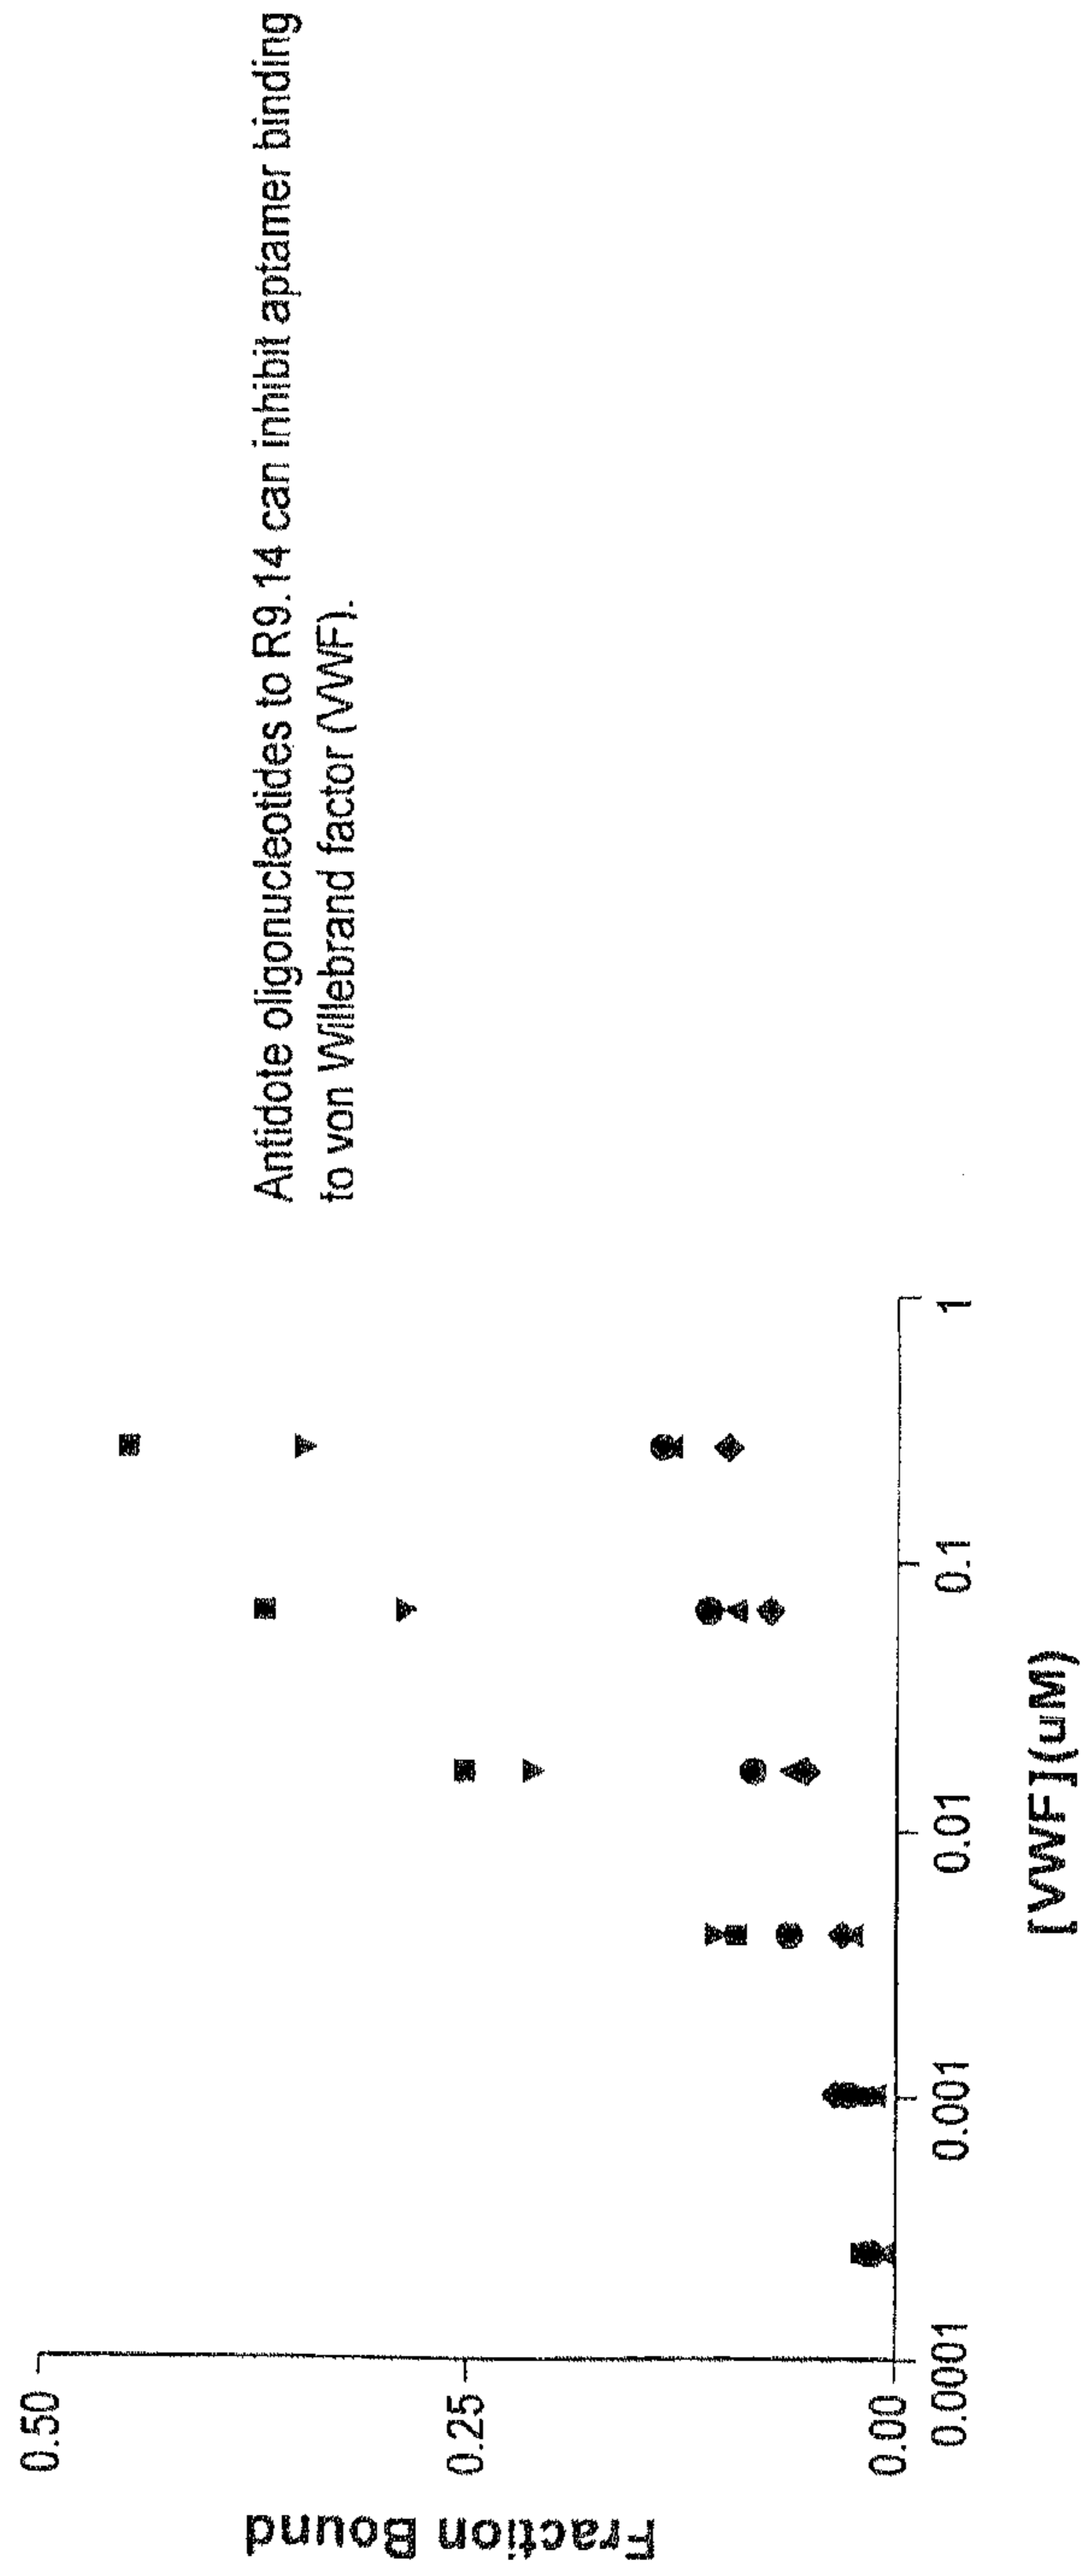 Antidote oligonucleotides to R9.14 can inhibit aptamer binding
to von Willebrand factor (VWF).
Fraction Bound
0.50
0.25
0.00
0.0001
0.001
0.01
0.1
1
[VWF](uM)